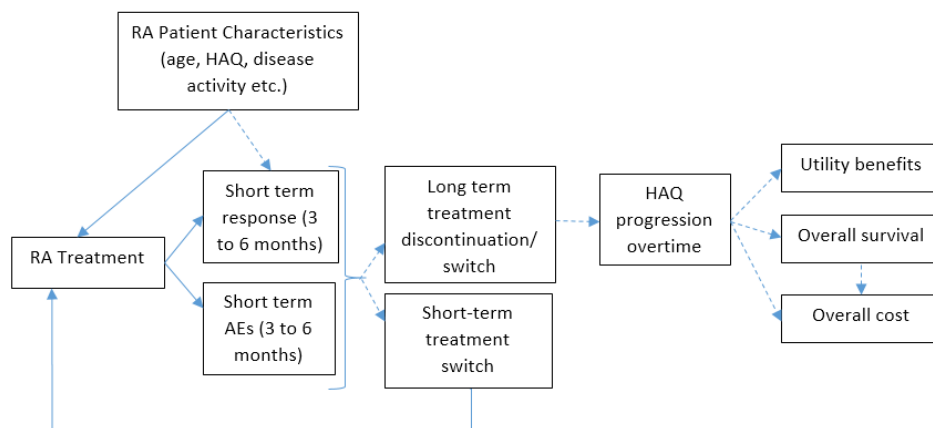 RA Patient Characteristics
(age, HAQ, disease
activity etc.)
RA Treatment
Short term
response (3
to 6 months)
Short term
AEs (3 to 6
months)
Long term
treatment
discontinuation/
switch
Short-term
treatment
switch
HAQ
progression
overtime
Utility benefits
Overall survival
Overall cost